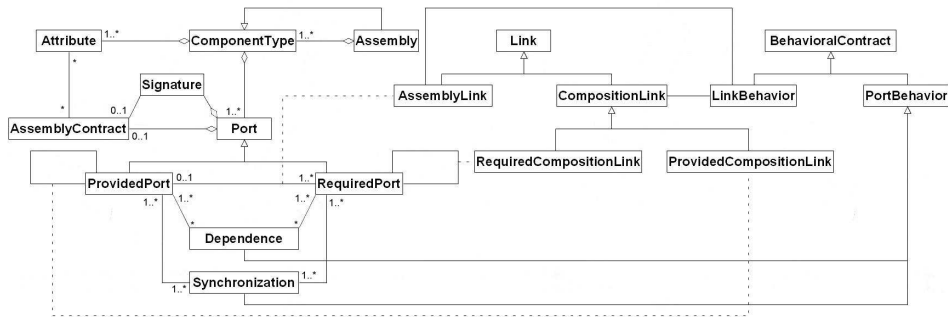 Attribute
1..*
ComponentType
1..*
Assembly
Link
BehavioralContract
*
Signature
AssemblyLink
CompositionLink
LinkBehavior
PortBehavior
*
0..1
1..*
AssemblyContract
0..1
Port
RequiredCompositionLink
ProvidedCompositionLink
ProvidedPort
0..1
1..*
RequiredPort
1..*
1..*
1..*
1..*
*
*
Dependence
1..*
Synchronization
1..*